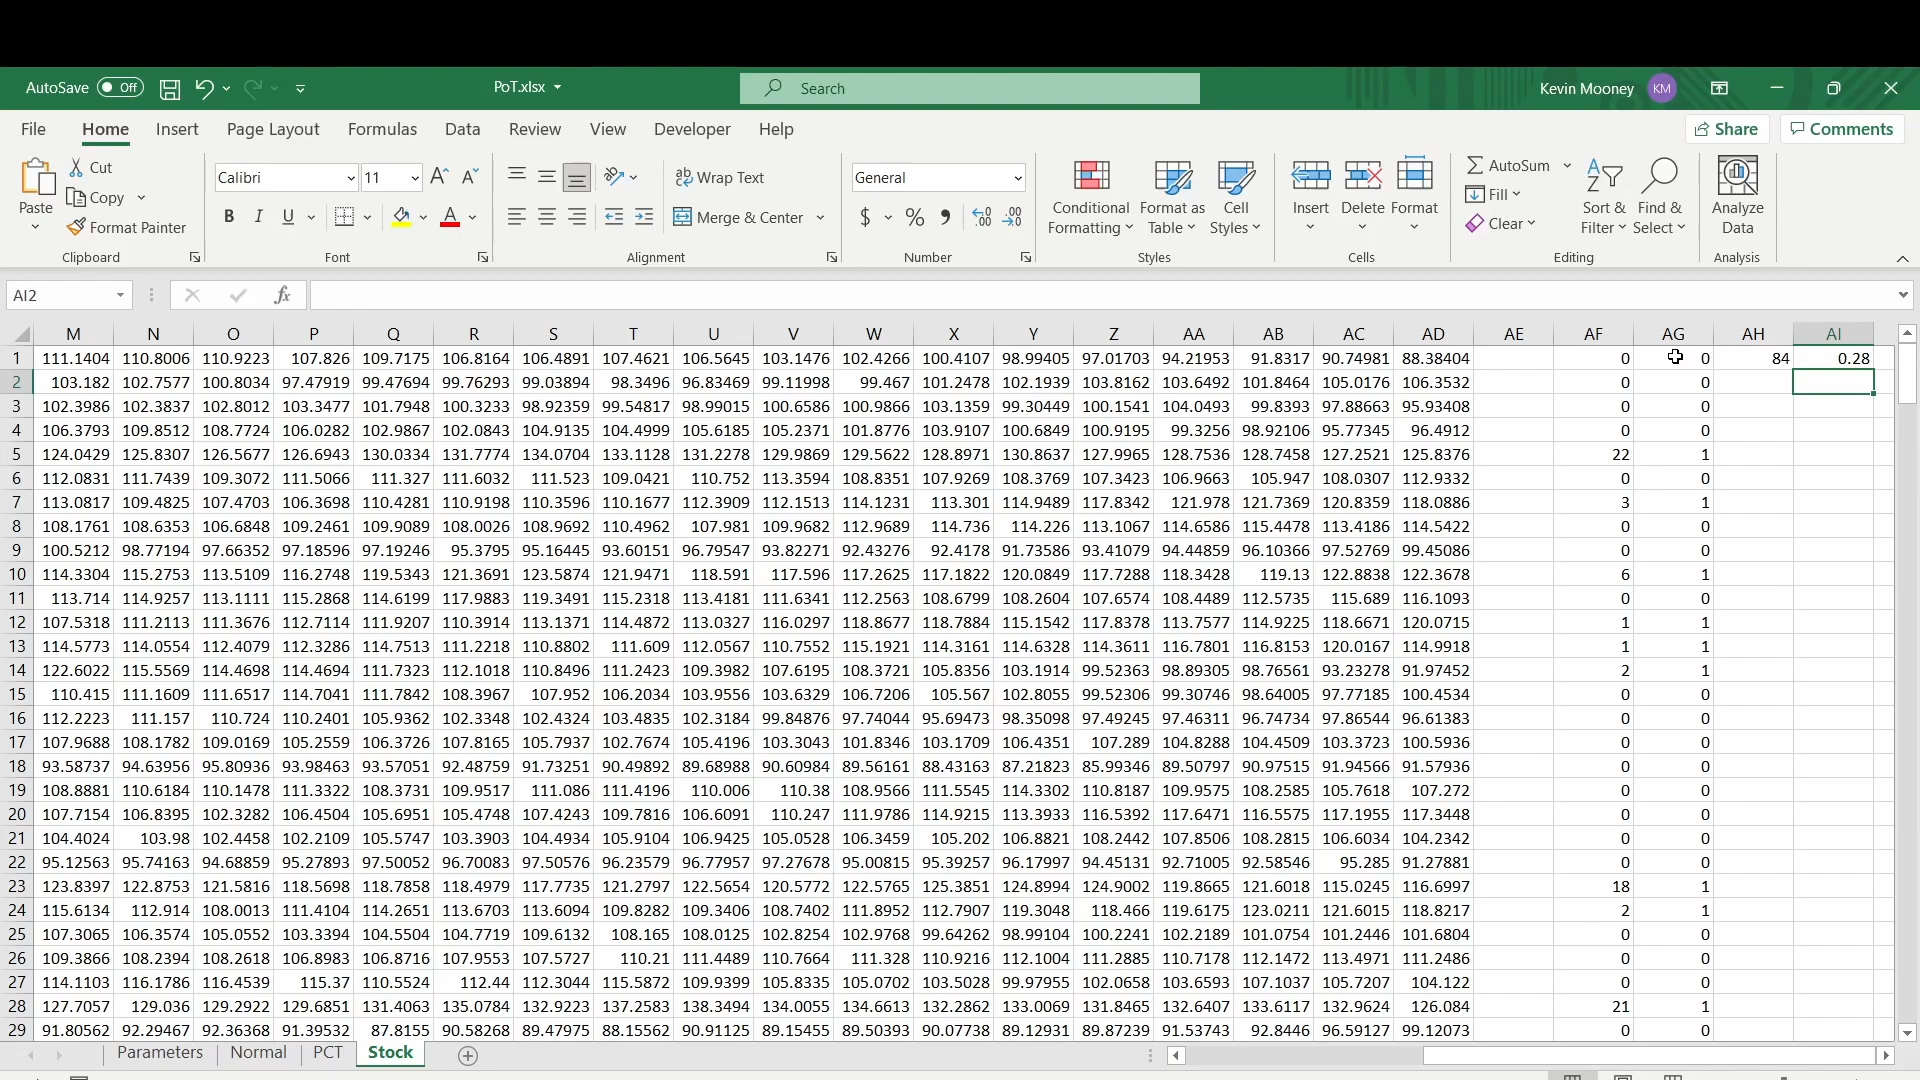 AutoSave Off PoT.xlsx Search Kevin Mooney KM
File Home Insert Page Layout Formulas Data Review View Developer Help Share Comments
Paste Cut Copy Format Painter Calibri 11 Wrap Text Merge & Center General Conditional Formatting Format as Table Cell Styles Insert Delete Format AutoSum Fill Clear Sort & Filter Find & Select Analyze Data
Clipboard Font Alignment Number Styles Cells Editing Analysis
AI2 fx
M N O P Q R S T U V W X Y Z AA AB AC AD AE AF AG AH AI
1 111.1404 110.8006 110.9223 107.826 109.7175 106.8164 106.4891 107.4621 106.5645 103.1476 102.4266 100.4107 98.99405 97.01703 94.21953 91.8317 90.74981 88.38404 0 0 84 0.28
2 103.182 102.7577 100.8034 97.47919 99.47694 99.76293 99.03894 98.3496 96.83469 99.11998 99.467 101.2478 102.1939 103.8162 103.6492 101.8464 105.0176 106.3532 0 0
3 102.3986 102.3837 102.8012 103.3477 101.7948 100.3233 98.92359 99.54817 98.99015 100.6586 100.9866 103.1359 99.30449 100.1541 104.0493 99.8393 97.88663 95.93408 0 0
4 106.3793 109.8512 108.7724 106.0282 102.9867 102.0843 104.9135 104.4999 105.6185 105.2371 101.8776 103.9107 100.6849 100.9195 99.3256 98.92106 95.77345 96.4912 0 0
5 124.0429 125.8307 126.5677 126.6943 130.0334 131.7774 134.0704 133.1128 131.2278 129.9869 129.5622 128.8971 130.8637 127.9965 128.7536 128.7458 127.2521 125.8376 22 1
6 112.0831 111.7439 109.3072 111.5066 111.327 111.6032 111.523 109.0421 110.752 113.3594 108.8351 107.9269 108.3769 107.3423 106.9663 105.947 108.0307 112.9332 0 0
7 113.0817 109.4825 107.4703 106.3698 110.4281 110.9198 110.3596 110.1677 112.3909 112.1513 114.1231 113.301 114.9489 117.8342 121.978 121.7369 120.8359 118.0886 3 1
8 108.1761 108.6353 106.6848 109.2461 109.9089 108.0026 108.9692 110.4962 107.981 109.9682 112.9689 114.736 114.226 113.1067 114.6586 115.4478 113.4186 114.5422 0 0
9 100.5212 98.77194 97.66352 97.18596 97.19246 95.3795 95.16445 93.60151 96.79547 93.82271 92.43276 92.4178 91.73586 93.41079 94.44859 96.10366 97.52769 99.45086 0 0
10 114.3304 115.2753 113.5109 116.2748 119.5343 121.3691 123.5874 121.9471 118.591 117.596 117.2625 117.1822 120.0849 117.7288 118.3428 119.13 122.8838 122.3678 6 1
11 113.714 114.9257 113.1111 115.2868 114.6199 117.9883 119.3491 115.2318 113.4181 111.6341 112.2563 108.6799 108.2604 107.6574 108.4489 112.5735 115.689 116.1093 0 0
12 107.5318 111.2113 111.3676 112.7114 111.9207 110.3914 113.1371 114.4872 113.0327 116.0297 118.8677 118.7884 115.1542 117.8378 113.7577 114.9225 118.6671 120.0715 1 1
13 114.5773 114.0554 112.4079 112.3286 114.7513 111.2218 110.8802 111.609 112.0567 110.7552 115.1921 114.3161 114.6328 114.3611 116.7801 116.8153 120.0167 114.9918 1 1
14 122.6022 115.5569 114.4698 114.4694 111.7323 112.1018 110.8496 111.2423 109.3982 107.6195 108.3721 105.8356 103.1914 99.52363 98.89305 98.76561 93.23278 91.97452 2 1
15 110.415 111.1609 111.6517 114.7041 111.7842 108.3967 107.952 106.2034 103.9556 103.6329 106.7206 105.567 102.8055 99.52306 99.30746 98.64005 97.77185 100.4534 0 0
16 112.2223 111.157 110.724 110.2401 105.9362 102.3348 102.4324 103.4835 102.3184 99.84876 97.74044 95.69473 98.35098 97.49245 97.46311 96.74734 97.86544 96.61383 0 0
17 107.9688 108.1782 109.0169 105.2559 106.3726 107.8165 105.7937 102.7674 105.4196 103.3043 101.8346 103.1709 106.4351 107.289 104.8288 104.4509 103.3723 100.5936 0 0
18 93.58737 94.63956 95.80936 93.98463 93.57051 92.48759 91.73251 90.49892 89.68988 90.60984 89.56161 88.43163 87.21823 85.99346 89.50797 90.97515 91.94566 91.57936 0 0
19 108.8881 110.6184 110.1478 111.3322 108.3731 109.9517 111.086 111.4196 110.006 110.38 108.9566 111.5545 114.3302 110.8187 109.9575 108.2585 105.7618 107.272 0 0
20 107.7154 106.8395 102.3282 106.4504 105.6951 105.4748 107.4243 109.7816 106.6091 110.247 111.9786 114.9215 113.3933 116.5392 117.6471 116.5575 117.1955 117.3448 0 0
21 104.4024 103.98 102.4458 102.2109 105.5747 103.3903 104.4934 105.9104 106.9425 105.0528 106.3459 105.202 106.8821 108.2442 117.8506 108.2815 106.6034 104.2342 0 0
22 95.12563 95.74163 94.68859 95.27893 97.50052 96.70083 97.50576 96.23579 96.77957 97.27678 95.00815 95.39257 96.17997 94.45131 92.71005 92.58546 95.285 91.27881 0 0
23 123.8397 122.8753 121.5816 118.5698 118.7858 118.4979 117.7735 121.2797 122.5654 120.5772 122.5765 125.3851 124.8994 124.9002 119.8665 121.6018 115.0245 116.6997 18 1
24 115.6134 112.914 108.0013 111.4104 114.2651 113.6703 113.6094 109.8282 109.3406 108.7402 111.8952 112.7907 119.3048 118.466 119.6175 123.0211 121.6015 118.8217 2 1
25 107.3065 106.3574 105.0552 103.3394 104.5504 104.7719 109.6132 108.165 108.0125 102.8254 102.9768 99.64262 98.99104 100.2241 102.2189 101.0754 101.2446 101.6804 0 0
26 109.3866 108.2394 108.2618 106.8983 106.8716 107.9553 107.5727 110.21 111.4489 110.7664 111.328 110.9216 112.1004 111.2885 110.7178 112.1472 113.4971 111.2486 0 0
27 114.1103 116.1786 116.4539 115.37 110.5524 112.44 112.3044 115.5872 109.9399 105.8335 105.0702 103.5028 99.97955 102.0658 103.6593 107.1037 105.7207 104.122 0 0
28 127.7057 129.036 129.2922 129.6851 131.4063 135.0784 132.9223 137.2583 138.3494 134.0055 134.6613 132.2862 133.0069 131.8465 132.6407 133.6117 132.9624 126.084 21 1
29 91.80562 92.29467 92.36368 91.39532 87.8155 90.58268 89.47975 88.15562 90.91125 89.15455 89.50393 90.07738 89.12931 89.87239 91.53743 92.8446 96.59127 99.12073 0 0
Parameters Normal PCT Stock